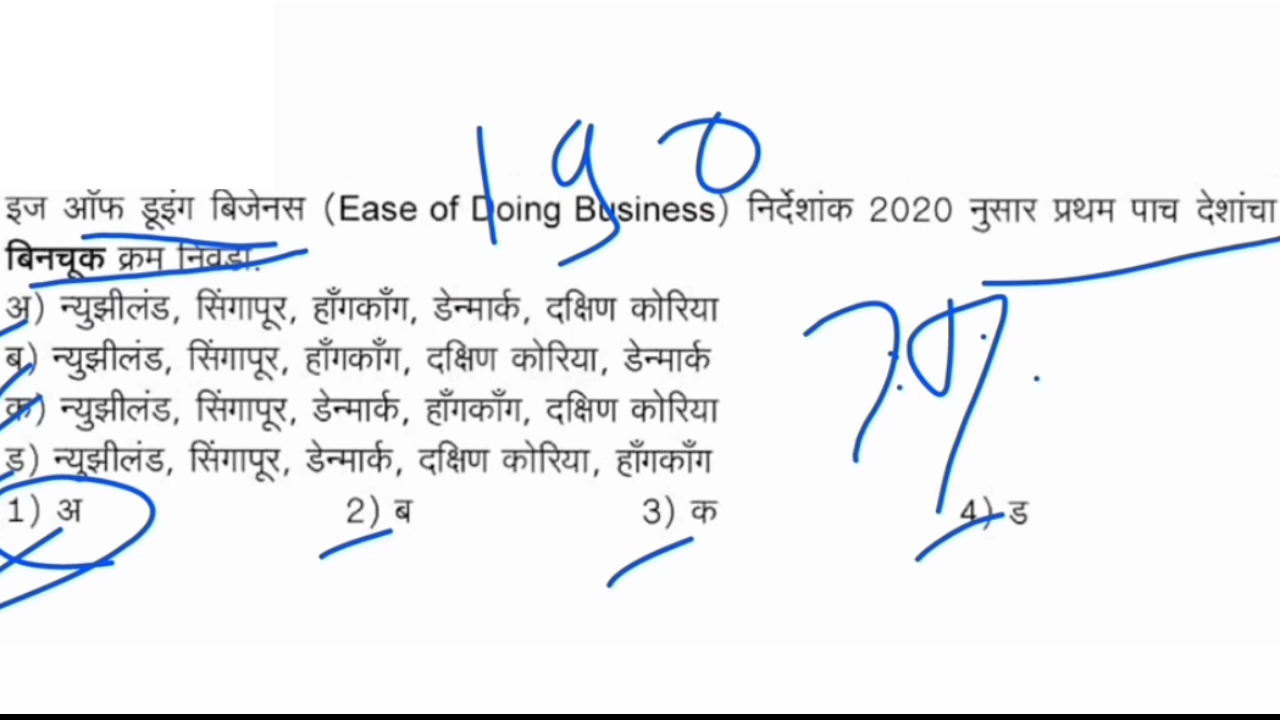 190
इज ऑफ डूइंग बिजेनस (Ease of Doing Business) निर्देशांक 2020 नुसार प्रथम पाच देशांचा
बिनचूक क्रम निवडा.
अ) न्युझीलंड, सिंगापूर, हाँगकाँग, डेन्मार्क, दक्षिण कोरिया
ब) न्युझीलंड, सिंगापूर, हाँगकाँग, दक्षिण कोरिया, डेन्मार्क
क) न्युझीलंड, सिंगापूर, डेन्मार्क, हाँगकाँग, दक्षिण कोरिया
ड) न्यूझीलंड, सिंगापूर, डेन्मार्क, दक्षिण कोरिया, हाँगकाँग
1) अ 2) ब 3) क 4) ड